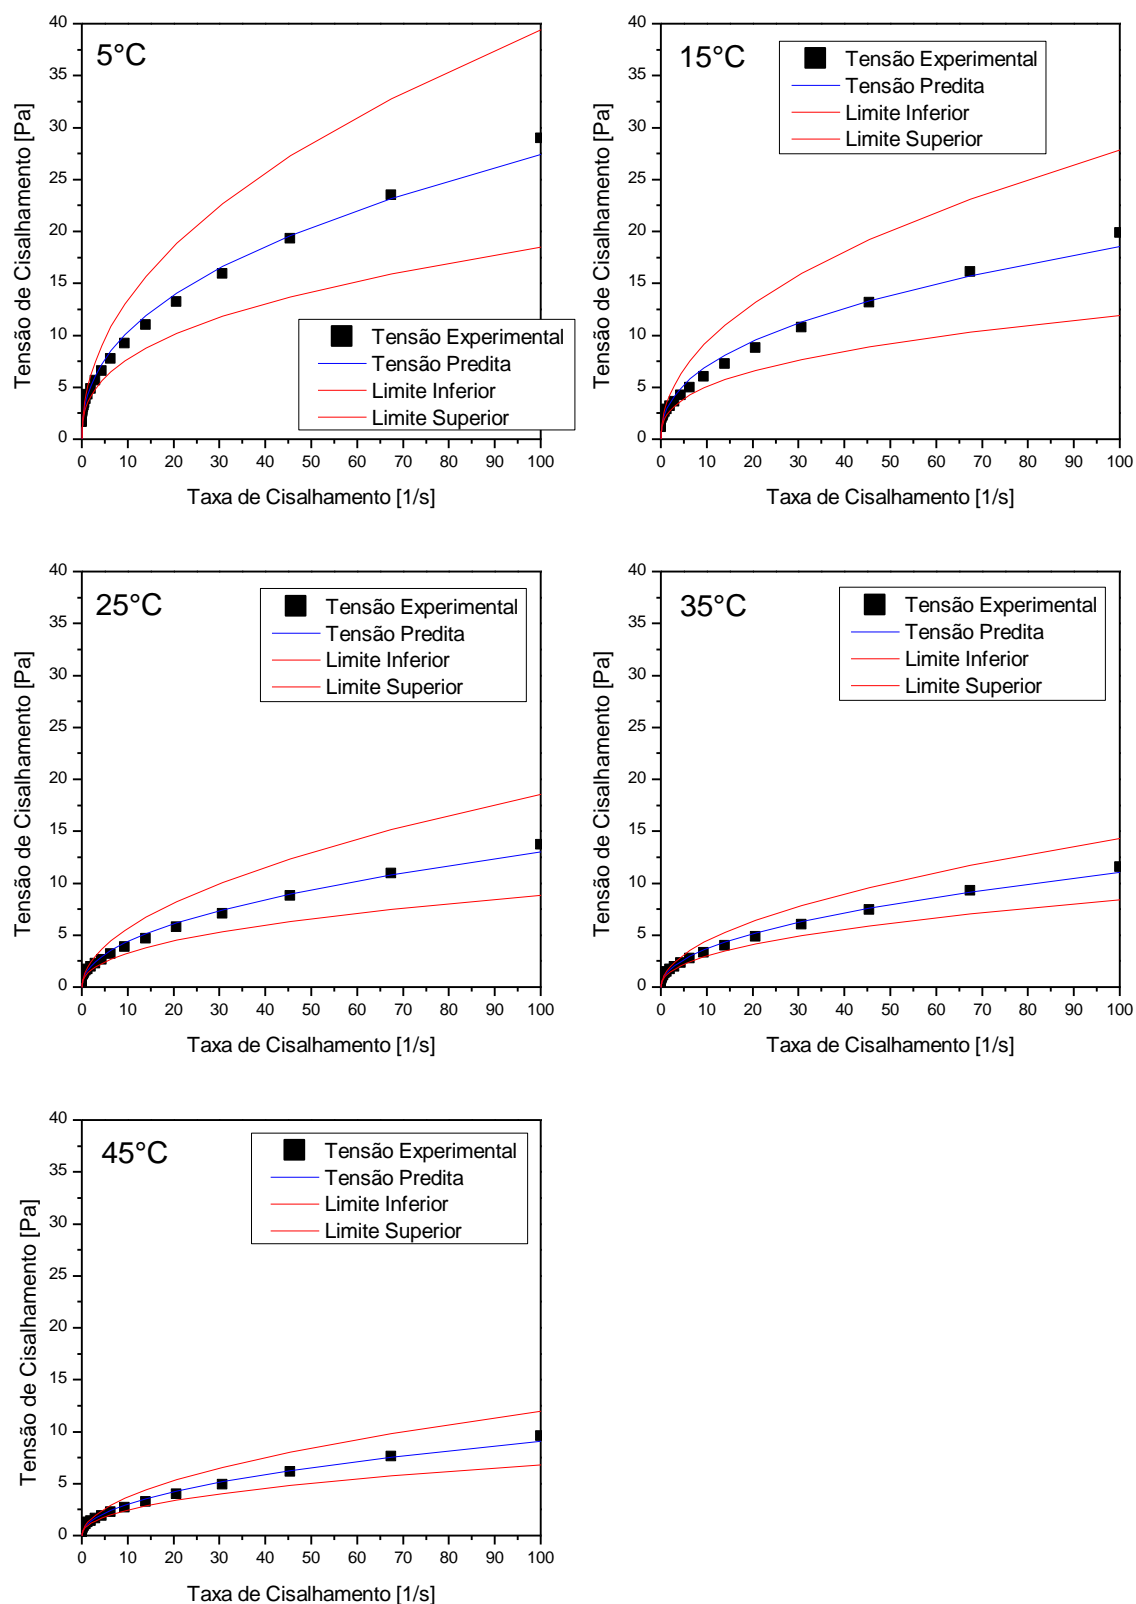 5°C
Tensão de Cisalhamento [Pa]
40
35
30
25
20
15
10
5
0
Tensão Experimental
Tensão Predita
Limite Inferior
Limite Superior
0 10 20 30 40 50 60 70 80 90 100
Taxa de Cisalhamento [1/s]
15°C
Tensão de Cisalhamento [Pa]
40
35
30
25
20
15
10
5
0
Tensão Experimental
Tensão Predita
Limite Inferior
Limite Superior
0 10 20 30 40 50 60 70 80 90 100
Taxa de Cisalhamento [1/s]
25°C
Tensão de Cisalhamento [Pa]
40
35
30
25
20
15
10
5
0
Tensão Experimental
Tensão Predita
Limite Inferior
Limite Superior
0 10 20 30 40 50 60 70 80 90 100
Taxa de Cisalhamento [1/s]
35°C
Tensão de Cisalhamento [Pa]
40
35
30
25
20
15
10
5
0
Tensão Experimental
Tensão Predita
Limite Inferior
Limite Superior
0 10 20 30 40 50 60 70 80 90 100
Taxa de Cisalhamento [1/s]
45°C
Tensão de Cisalhamento [Pa]
40
35
30
25
20
15
10
5
0
Tensão Experimental
Tensão Predita
Limite Inferior
Limite Superior
0 10 20 30 40 50 60 70 80 90 100
Taxa de Cisalhamento [1/s]